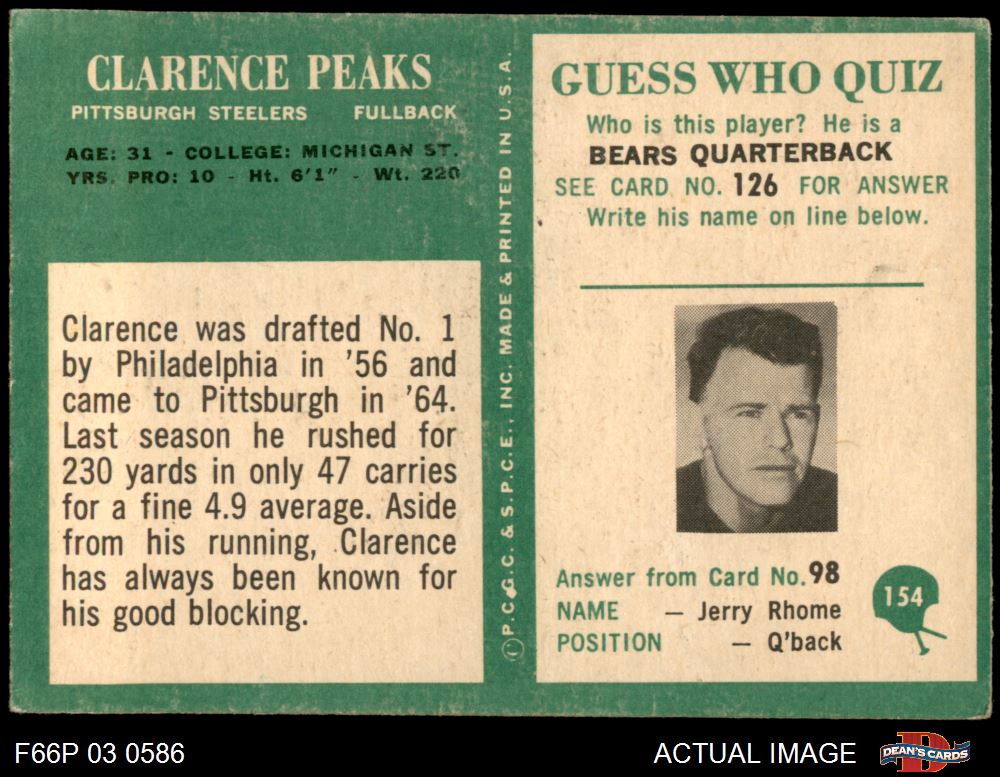 CLARENCE PEAKS
PITTSBURGH STEELERS FULLBACK
AGE: 31 - COLLEGE: MICHIGAN ST.
YRS. PRO: 10 - Ht. 6'1" - Wt. 220
Clarence was drafted No. 1
by Philadelphia in '56 and
came to Pittsburgh in '64.
Last season he rushed for
230 yards in only 47 carries
for a fine 4.9 average. Aside
from his running, Clarence
has always been known for
his good blocking.
© P.C.G.C. & S.P.C.E., INC. MADE & PRINTED IN U.S.A.
GUESS WHO QUIZ
Who is this player? He is a
BEARS QUARTERBACK
SEE CARD NO. 126 FOR ANSWER
Write his name on line below.
Answer from Card No. 98
NAME — Jerry Rhome
POSITION — Q'back
154
F66P 03 0586
ACTUAL IMAGE
D
DEAN'S CARDS